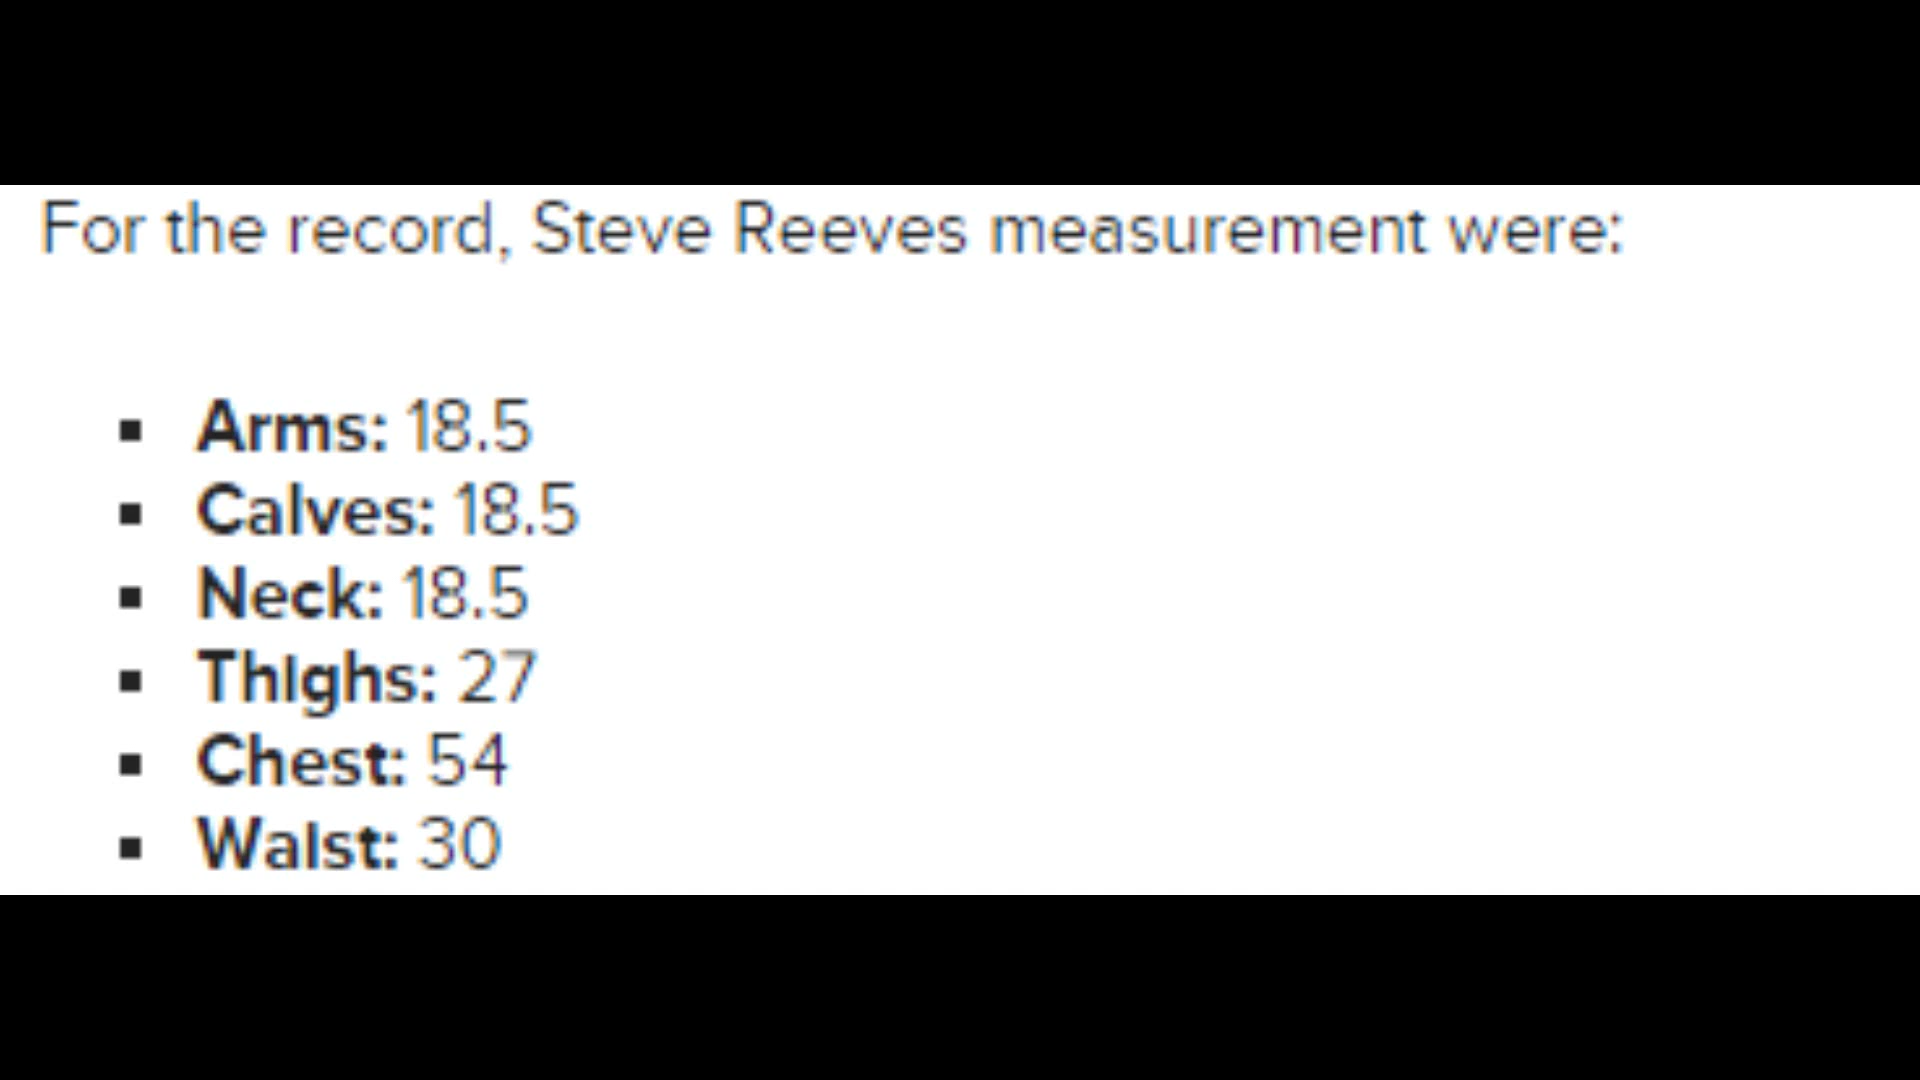 For the record, Steve Reeves measurement were:
▪ Arms: 18.5
▪ Calves: 18.5
▪ Neck: 18.5
▪ Thighs: 27
▪ Chest: 54
▪ Waist: 30